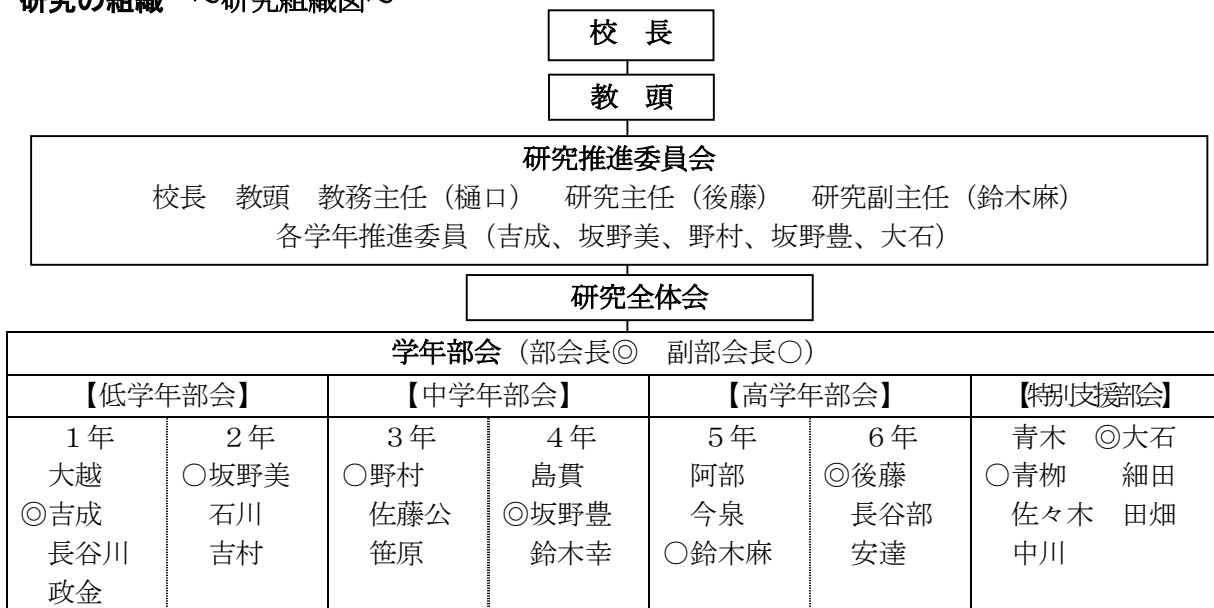 研究の組織 ～研究組織図～
校 長
教 頭
研究推進委員会
校長 教頭 教務主任（樋口） 研究主任（後藤） 研究副主任（鈴木麻）
各学年推進委員（吉成、坂野美、野村、坂野豊、大石）
研究全体会
学年部会（部会長◎ 副部会長○）
【低学年部会】 【中学年部会】 【高学年部会】 【特別支援部会】
１年 ２年 ３年 ４年 ５年 ６年 青木 ◎大石
大越 ○坂野美 ○野村 島貫 阿部 ◎後藤 ○青栁 細田
◎吉成 石川 佐藤公 ◎坂野豊 今泉 長谷部 佐々木 田畑
長谷川 吉村 笹原 鈴木幸 ○鈴木麻 安達 中川
政金